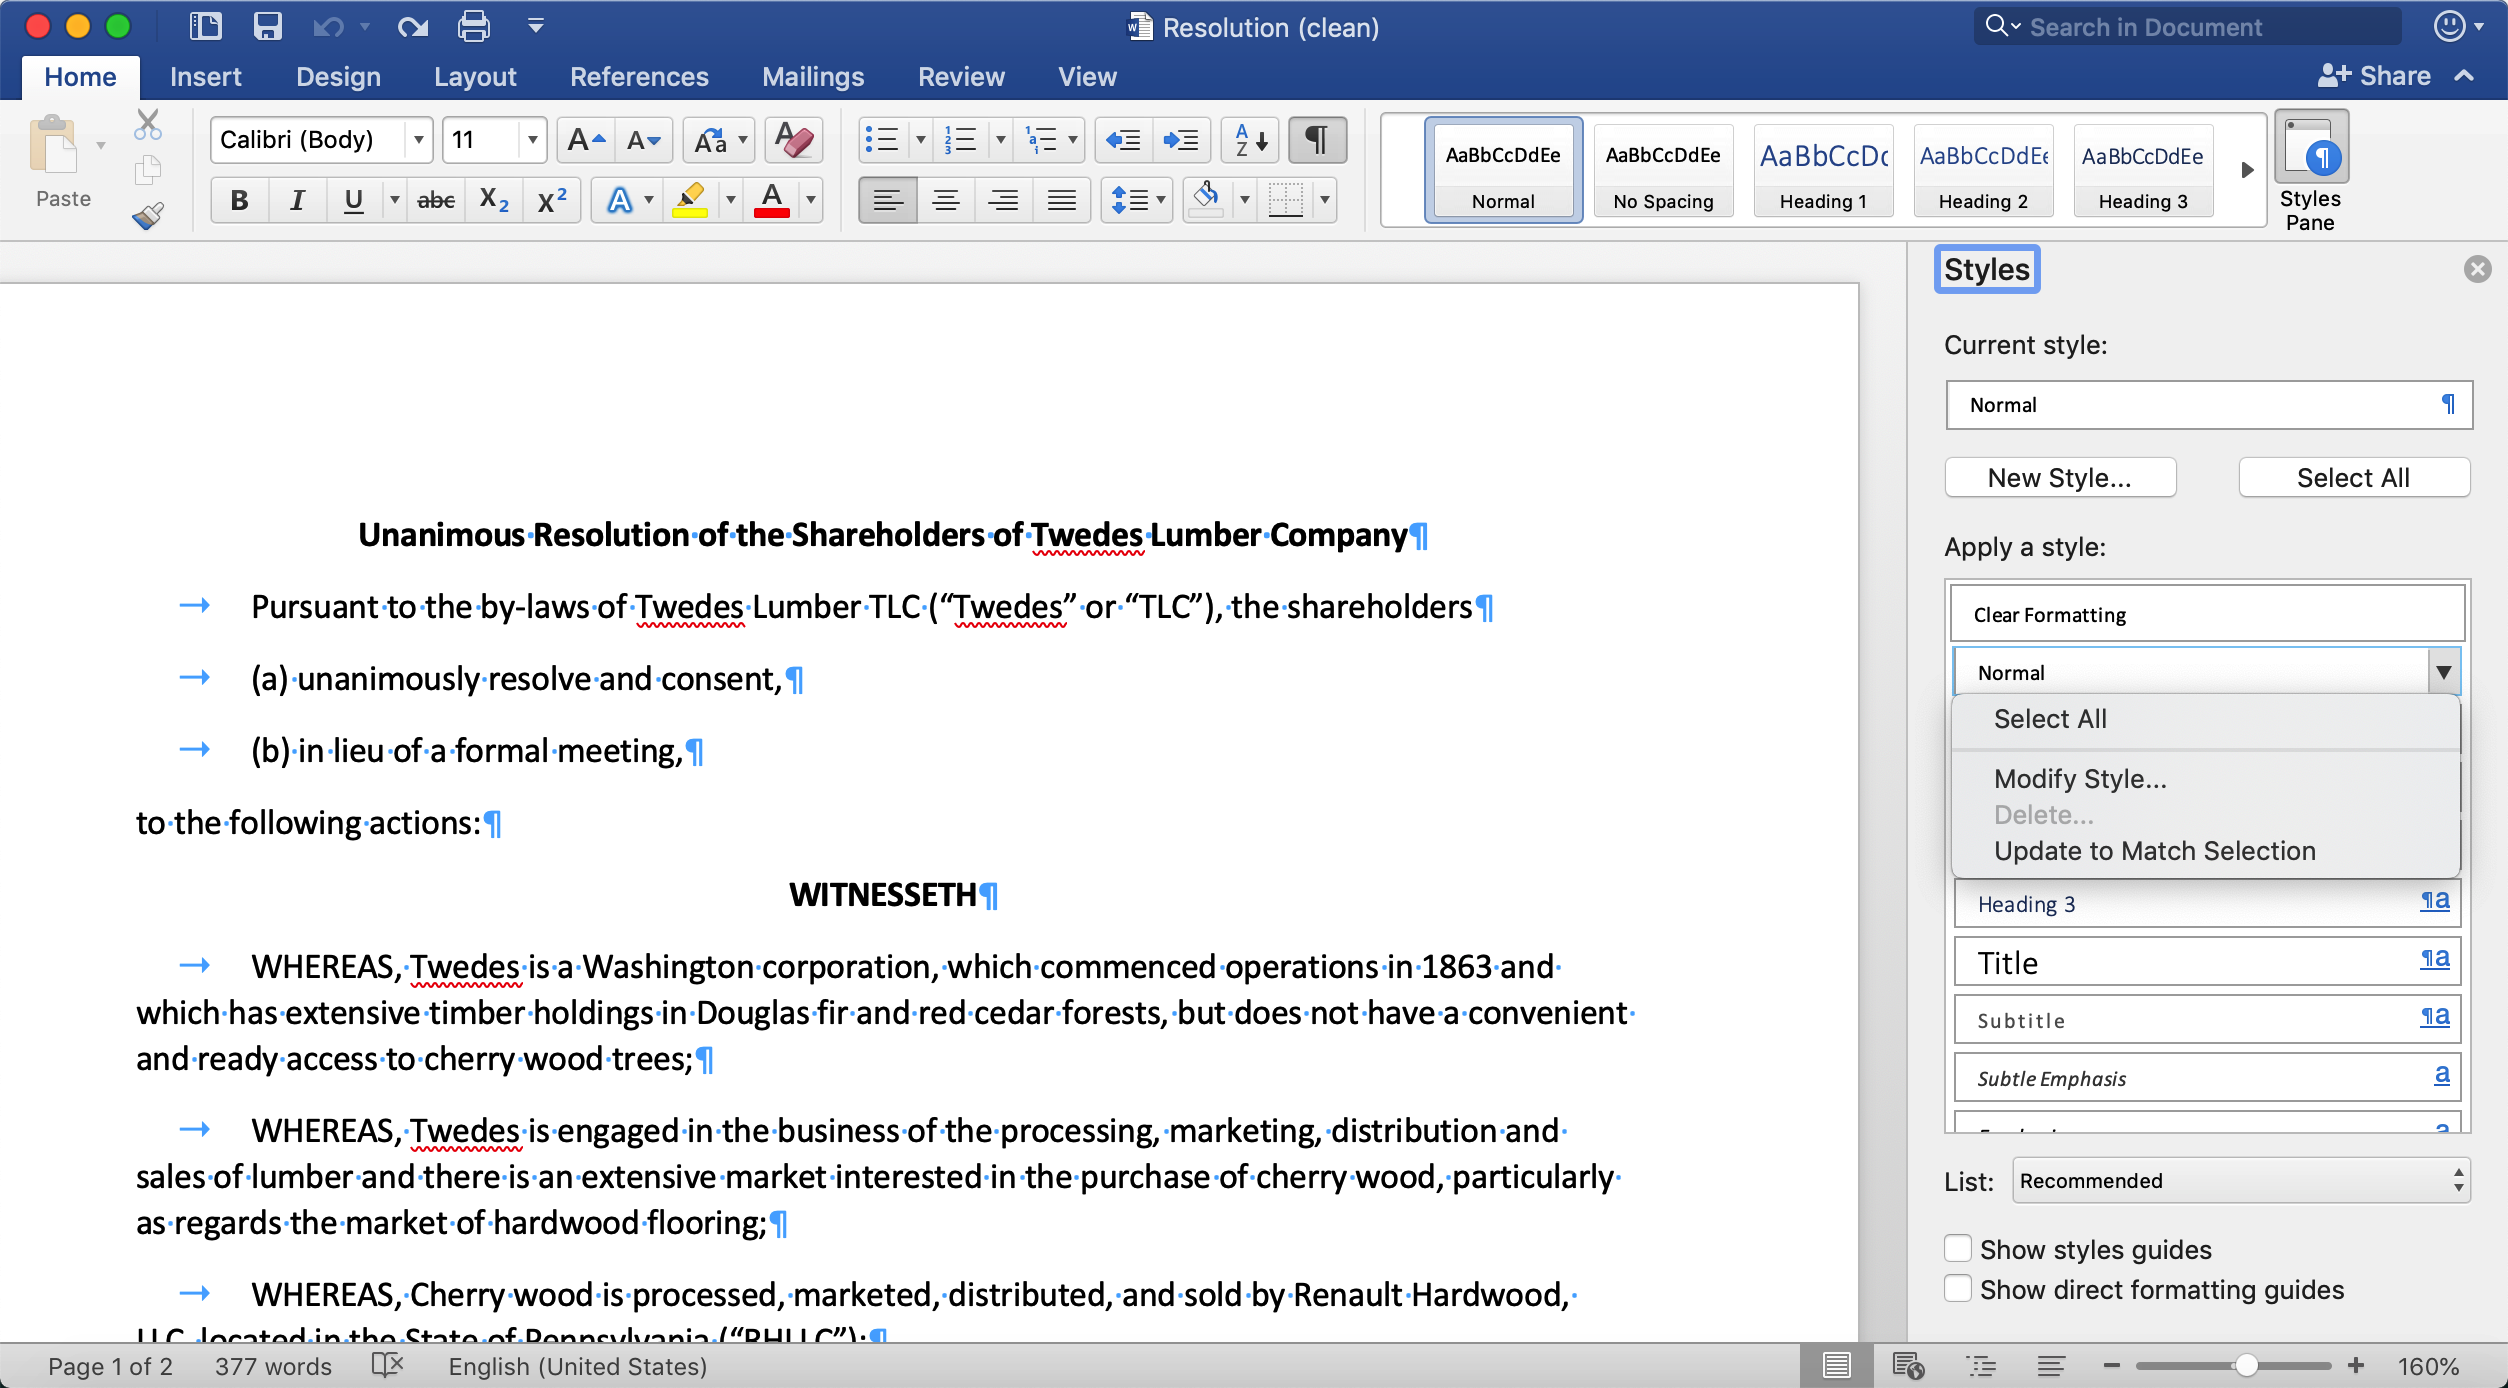 Resolution (clean)
Search in Document
Home Insert Design Layout References Mailings Review View
Share
Paste
Calibri (Body) 11
AaBbCcDdEe AaBbCcDdEe AaBbCcDc AaBbCcDdEe AaBbCcDdEe
Normal No Spacing Heading 1 Heading 2 Heading 3
Styles Pane
Unanimous Resolution of the Shareholders of Twedes Lumber Company¶
Pursuant to the by-laws of Twedes Lumber TLC (“Twedes” or “TLC”), the shareholders¶
(a) unanimously resolve and consent,¶
(b) in lieu of a formal meeting,¶
to the following actions:¶
WITNESSETH¶
WHEREAS, Twedes is a Washington corporation, which commenced operations in 1863 and
which has extensive timber holdings in Douglas fir and red cedar forests, but does not have a convenient
and ready access to cherry wood trees;¶
WHEREAS, Twedes is engaged in the business of the processing, marketing, distribution and
sales of lumber and there is an extensive market interested in the purchase of cherry wood, particularly
as regards the market of hardwood flooring;¶
WHEREAS, Cherry wood is processed, marketed, distributed, and sold by Renault Hardwood,
LLC, located in the State of Pennsylvania (“RHLLC”);¶
Styles
Current style:
Normal ¶
New Style...
Select All
Apply a style:
Clear Formatting
Normal
Select All
Modify Style...
Delete...
Update to Match Selection
Heading 3 ¶a
Title ¶a
Subtitle ¶a
Subtle Emphasis a
List: Recommended
Show styles guides
Show direct formatting guides
Page 1 of 2 377 words English (United States) 160%